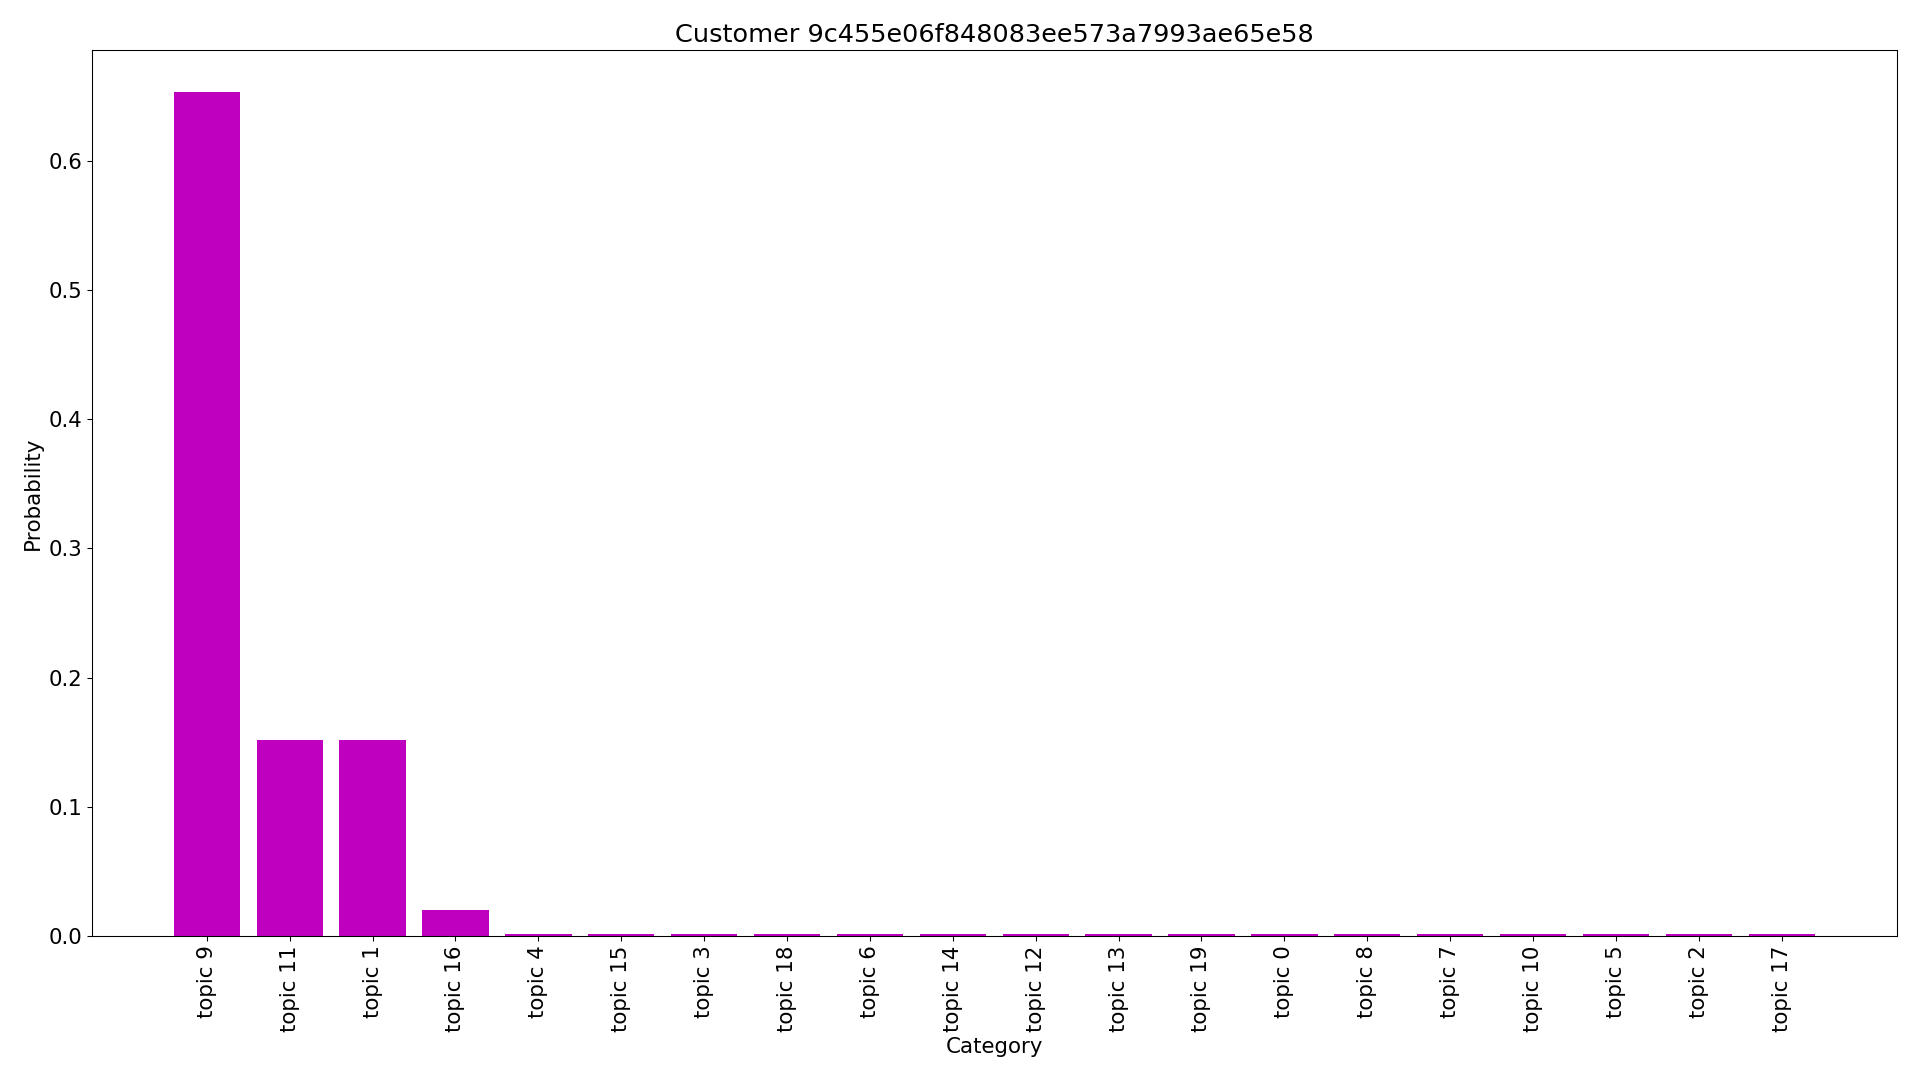 Customer 9c455e06f848083ee573a7993ae65e58
Probability
0.6
0.5
0.4
0.3
0.2
0.1
0.0
topic 9
topic 11
topic 1
topic 16
topic 4
topic 15
topic 3
topic 18
topic 6
topic 14
topic 12
topic 13
topic 19
topic 0
topic 8
topic 7
topic 10
topic 5
topic 2
topic 17
Category